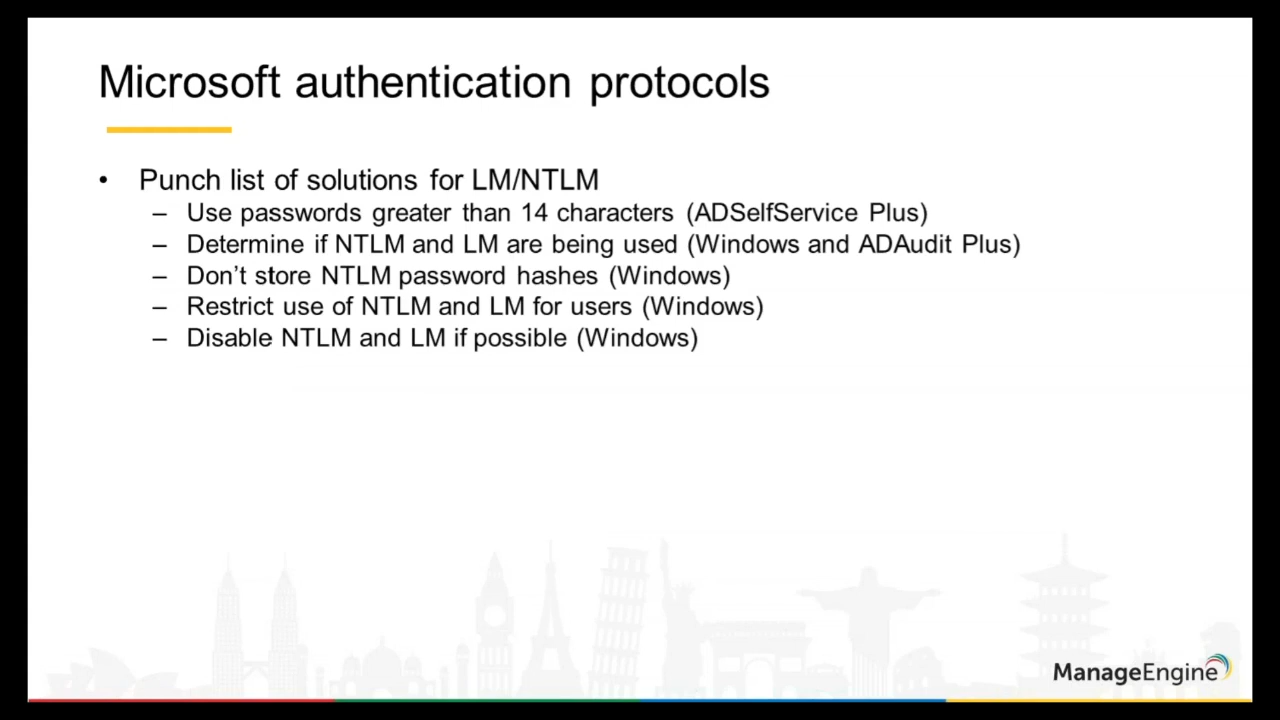 Microsoft authentication protocols
• Punch list of solutions for LM/NTLM
– Use passwords greater than 14 characters (ADSelfService Plus)
– Determine if NTLM and LM are being used (Windows and ADAudit Plus)
– Don’t store NTLM password hashes (Windows)
– Restrict use of NTLM and LM for users (Windows)
– Disable NTLM and LM if possible (Windows)
ManageEngine